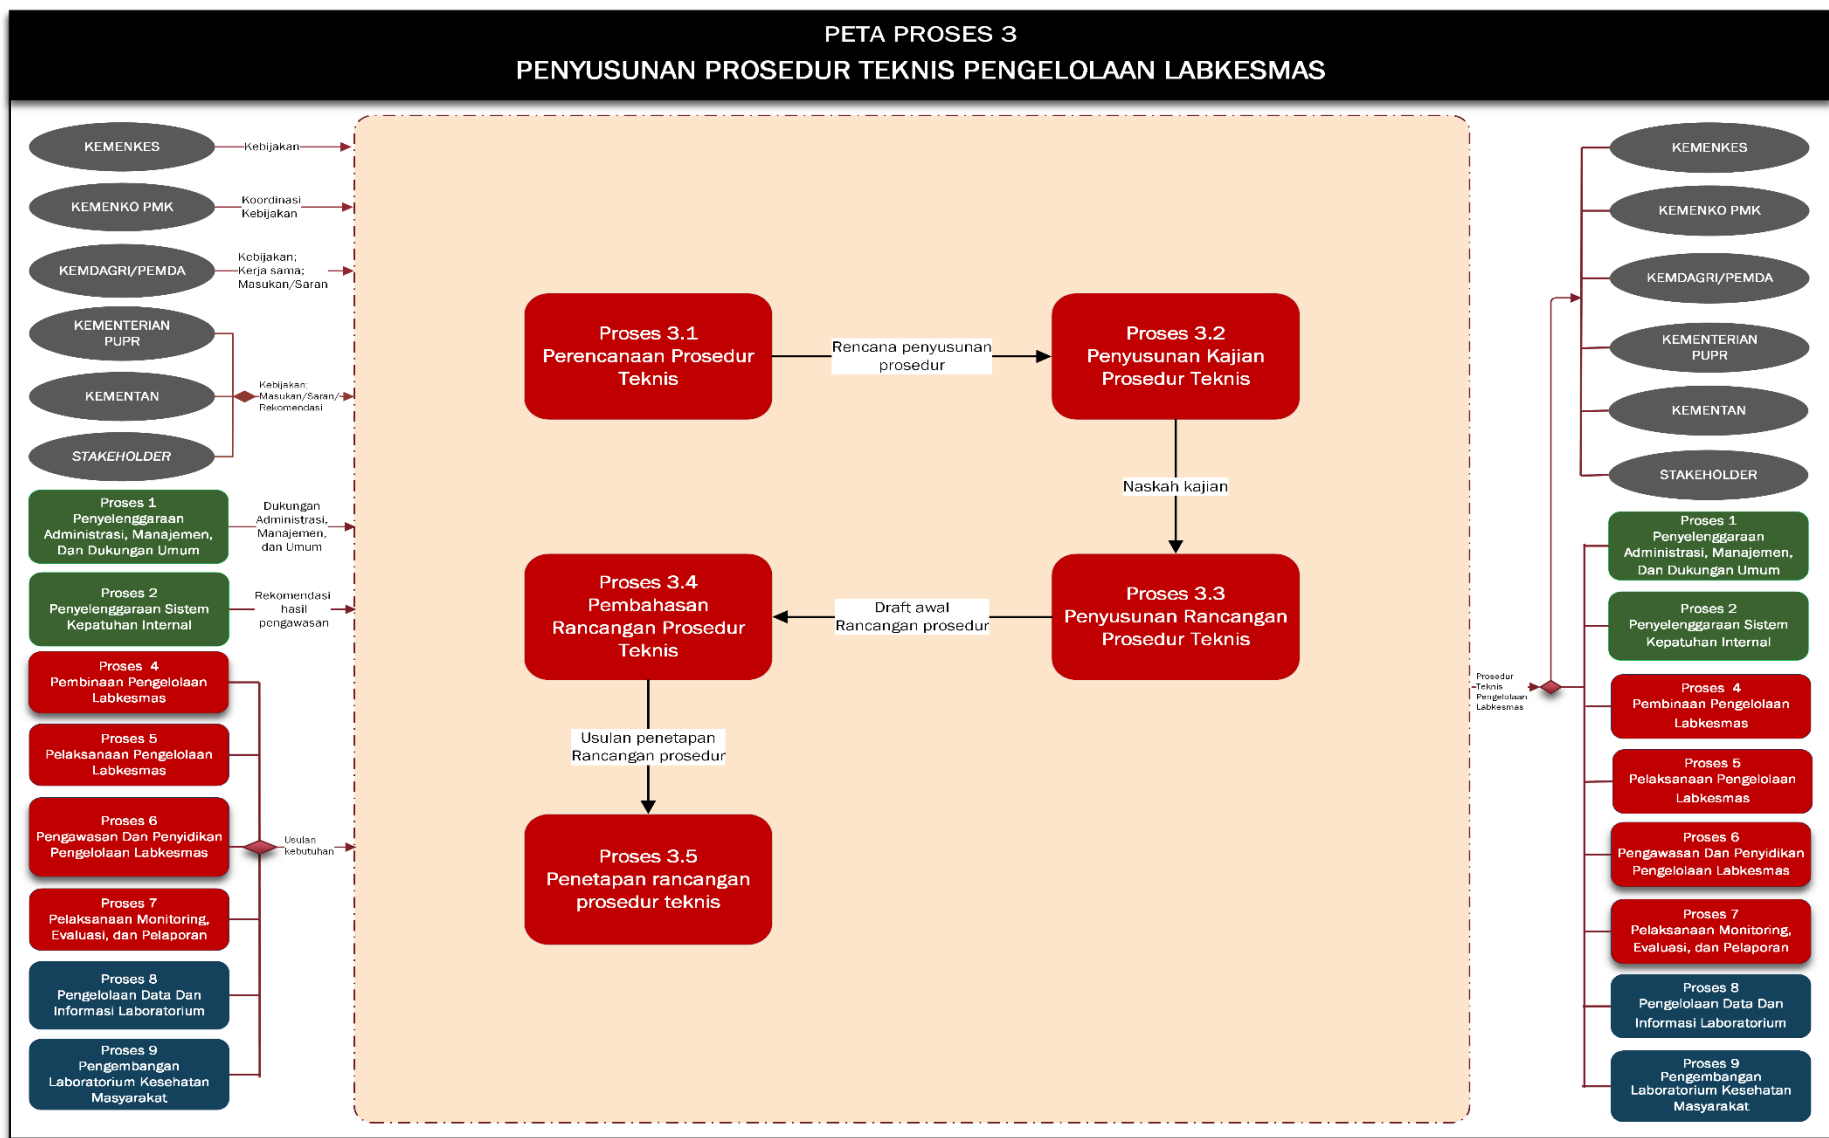 PETA PROSES 3
PENYUSUNAN PROSEDUR TEKNIS PENGELOLAAN LABKESMAS
KEMENKES
Kebijakan
KEMENKO PMK
Koordinasi
Kebijakan
KEMDAGRI/PEMDA
Kebijakan;
Kerja sama;
Masukan/Saran
KEMENTERIAN
PUPR
KEMENTAN
STAKEHOLDER
Kebijakan;
Masukan/Saran/
Rekomendasi
Proses 1
Penyelenggaraan
Administrasi, Manajemen,
Dan Dukungan Umum
Dukungan
Administrasi,
Manajemen,
dan Umum
Proses 2
Penyelenggaraan Sistem
Kepatuhan Internal
Rekomendasi
hasil
pengawasan
Proses 4
Pembinaan Pengelolaan
Labkesmas
Proses 5
Pelaksanaan Pengelolaan
Labkesmas
Proses 6
Pengawasan Dan Penyidikan
Pengelolaan Labkesmas
Proses 7
Pelaksanaan Monitoring,
Evaluasi, dan Pelaporan
Proses 8
Pengelolaan Data Dan
Informasi Laboratorium
Proses 9
Pengembangan
Laboratorium Kesehatan
Masyarakat
Usulan
kebutuhan
Proses 3.1
Perencanaan Prosedur
Teknis
Rencana penyusunan
prosedur
Proses 3.2
Penyusunan Kajian
Prosedur Teknis
Naskah kajian
Proses 3.3
Penyusunan Rancangan
Prosedur Teknis
Draft awal
Rancangan prosedur
Proses 3.4
Pembahasan
Rancangan Prosedur
Teknis
Usulan penetapan
Rancangan prosedur
Proses 3.5
Penetapan rancangan
prosedur teknis
Prosedur
Teknis
Pengelolaan
Labkesmas
KEMENKES
KEMENKO PMK
KEMDAGRI/PEMDA
KEMENTERIAN
PUPR
KEMENTAN
STAKEHOLDER
Proses 1
Penyelenggaraan
Administrasi, Manajemen,
Dan Dukungan Umum
Proses 2
Penyelenggaraan Sistem
Kepatuhan Internal
Proses 4
Pembinaan Pengelolaan
Labkesmas
Proses 5
Pelaksanaan Pengelolaan
Labkesmas
Proses 6
Pengawasan Dan Penyidikan
Pengelolaan Labkesmas
Proses 7
Pelaksanaan Monitoring,
Evaluasi, dan Pelaporan
Proses 8
Pengelolaan Data Dan
Informasi Laboratorium
Proses 9
Pengembangan
Laboratorium Kesehatan
Masyarakat